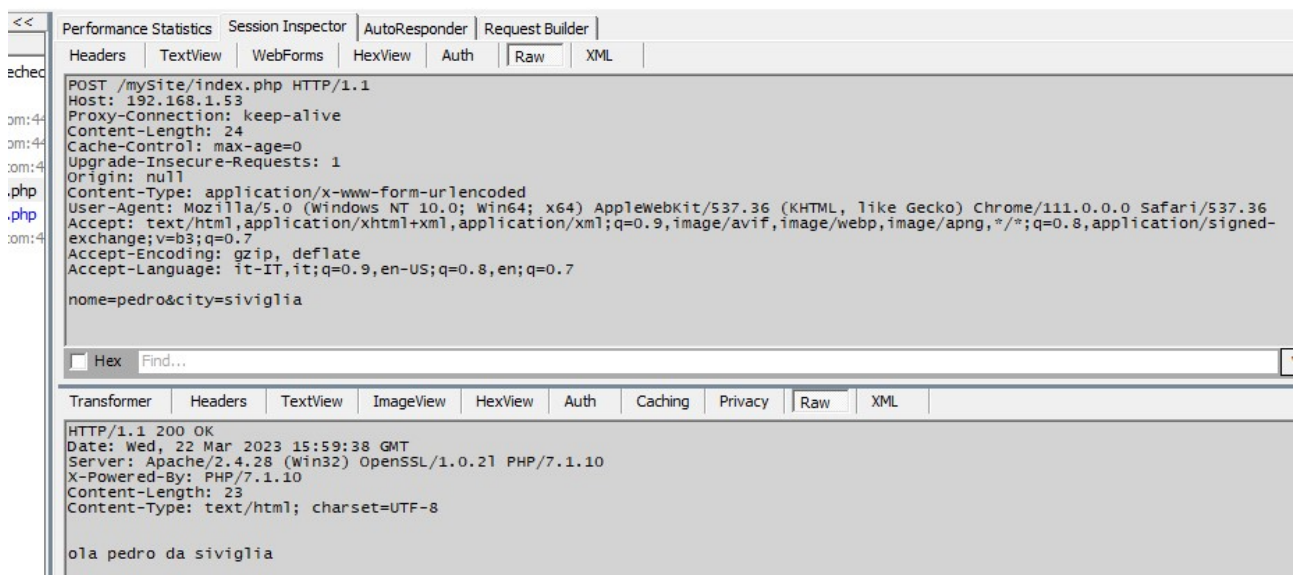 <<
Performance Statistics Session Inspector AutoResponder Request Builder
Headers TextView WebForms HexView Auth Raw XML
POST /mySite/index.php HTTP/1.1
Host: 192.168.1.53
Proxy-Connection: keep-alive
Content-Length: 24
Cache-Control: max-age=0
Upgrade-Insecure-Requests: 1
Origin: null
Content-Type: application/x-www-form-urlencoded
User-Agent: Mozilla/5.0 (Windows NT 10.0; Win64; x64) AppleWebKit/537.36 (KHTML, like Gecko) Chrome/111.0.0.0 Safari/537.36
Accept: text/html,application/xhtml+xml,application/xml;q=0.9,image/avif,image/webp,image/apng,*/*;q=0.8,application/signed-
exchange;v=b3;q=0.7
Accept-Encoding: gzip, deflate
Accept-Language: it-IT,it;q=0.9,en-US;q=0.8,en;q=0.7
nome=pedro&city=siviglia
Hex Find...
Transformer Headers TextView ImageView HexView Auth Caching Privacy Raw XML
HTTP/1.1 200 OK
Date: Wed, 22 Mar 2023 15:59:38 GMT
Server: Apache/2.4.28 (Win32) OpenSSL/1.0.2l PHP/7.1.10
X-Powered-By: PHP/7.1.10
Content-Length: 23
Content-Type: text/html; charset=UTF-8
ola pedro da siviglia
echec
om:44
om:44
com:4
.php
.php
com:4